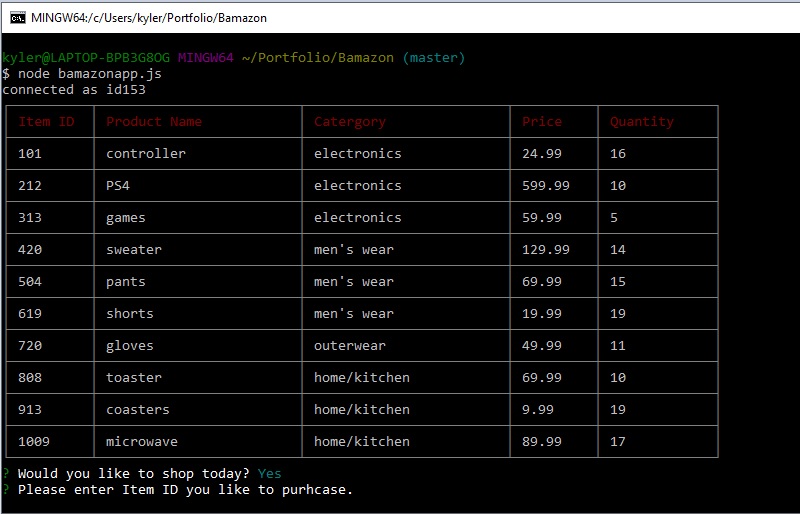 MINGW64:/c/Users/kyler/Portfolio/Bamazon
kyler@LAPTOP-BPB3G8OG MINGW64 ~/Portfolio/Bamazon (master)
$ node bamazonapp.js
connected as id153
Item ID Product Name Catergory Price Quantity
101 controller electronics 24.99 16
212 PS4 electronics 599.99 10
313 games electronics 59.99 5
420 sweater men's wear 129.99 14
504 pants men's wear 69.99 15
619 shorts men's wear 19.99 19
720 gloves outerwear 49.99 11
808 toaster home/kitchen 69.99 10
913 coasters home/kitchen 9.99 19
1009 microwave home/kitchen 89.99 17
? Would you like to shop today? Yes
? Please enter Item ID you like to purhcase.